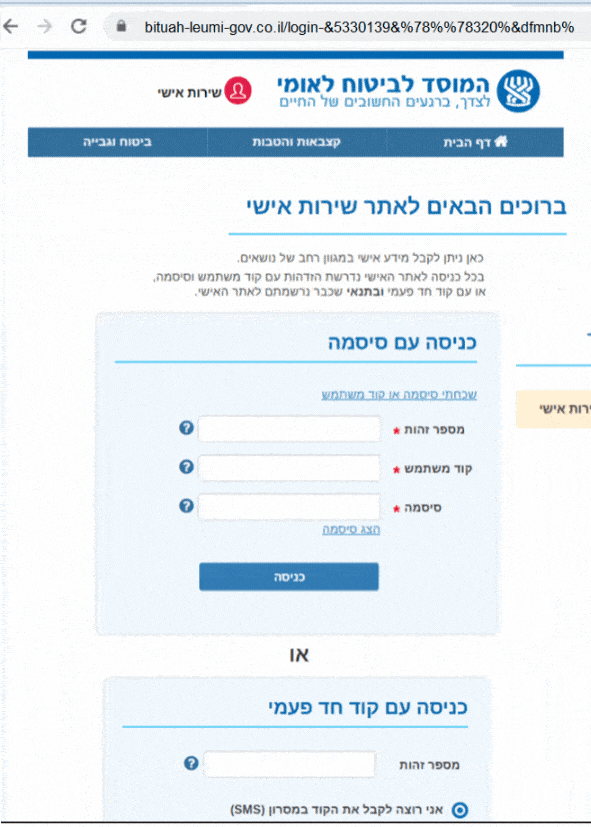 bituah-leumi-gov.co.il/login-&5330139&%78%%78320%&dfmnb%
המוסד לביטוח לאומי
לצדך, ברגעים החשובים של החיים
שירות אישי
דף הבית
קצבאות והטבות
ביטוח וגבייה
ברוכים הבאים לאתר שירות אישי
כאן ניתן לקבל מידע אישי במגוון רחב של נושאים.
בכל כניסה לאתר האישי נדרשת הזדהות עם קוד משתמש וסיסמה,
או עם קוד חד פעמי ובתנאי שכבר נרשמתם לאתר האישי.
כניסה עם סיסמה
שכחתי סיסמה או קוד משתמש
מספר זהות *
?
קוד משתמש *
?
סיסמה *
?
הצג סיסמה
כניסה
אישי
או
כניסה עם קוד חד פעמי
מספר זהות
?
אני רוצה לקבל את הקוד במסרון (SMS)